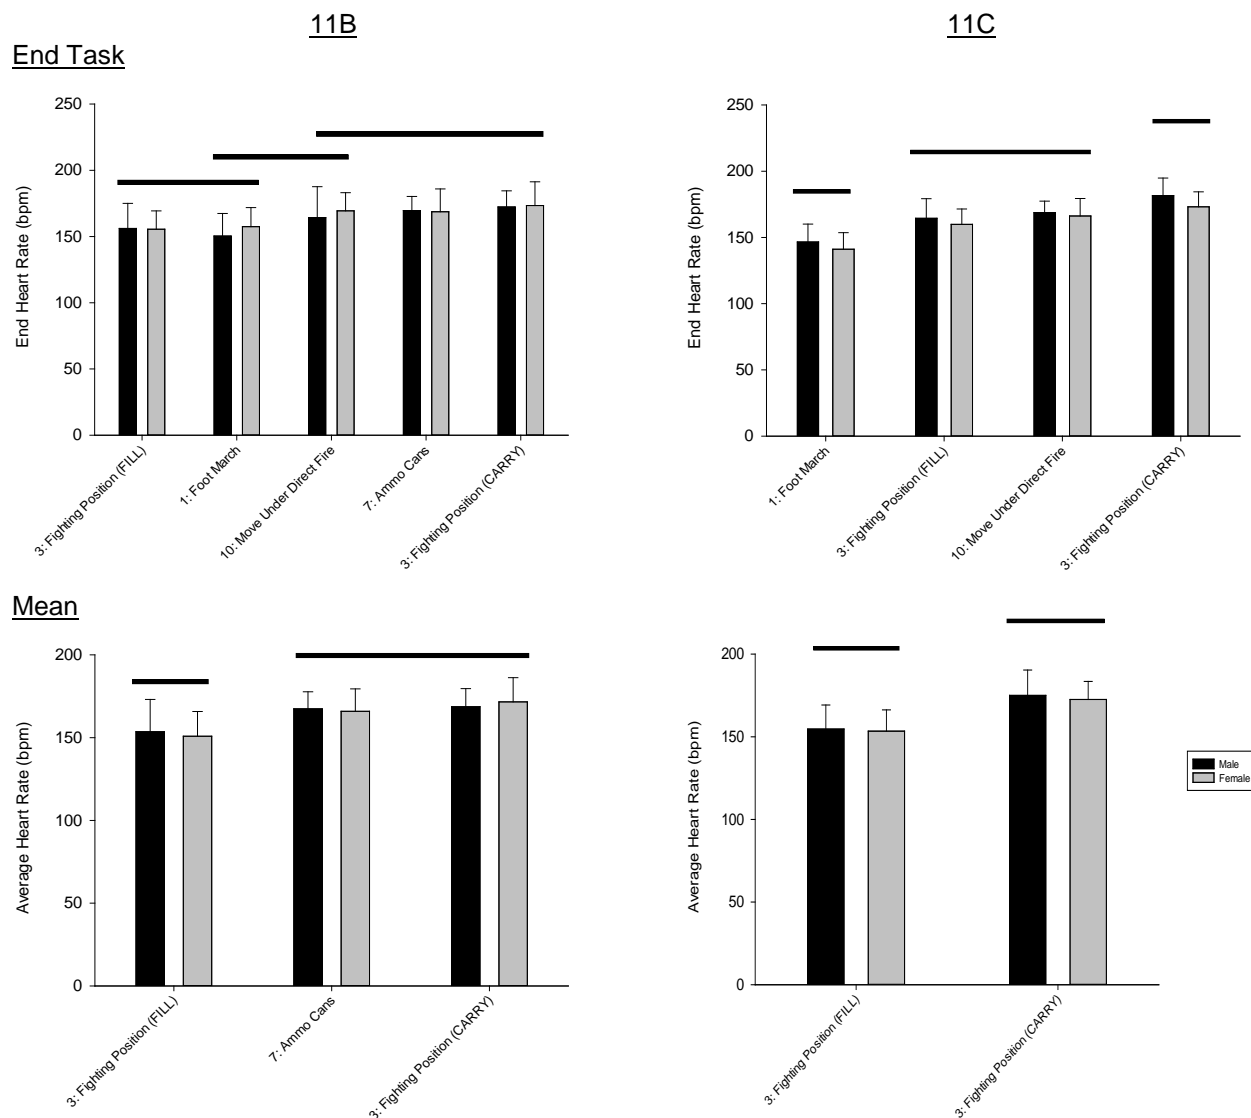 11B
11C
End Task
250
200
150
100
50
0
End Heart Rate (bpm)
3: Fighting Position (FILL)
1: Foot March
10: Move Under Direct Fire
7: Ammo Cans
3: Fighting Position (CARRY)
250
200
150
100
50
0
End Heart Rate (bpm)
1: Foot March
3: Fighting Position (FILL)
10: Move Under Direct Fire
3: Fighting Position (CARRY)
Mean
200
150
100
50
0
Average Heart Rate (bpm)
3: Fighting Position (FILL)
7: Ammo Cans
3: Fighting Position (CARRY)
200
150
100
50
0
Average Heart Rate (bpm)
3: Fighting Position (FILL)
3: Fighting Position (CARRY)
Male
Female